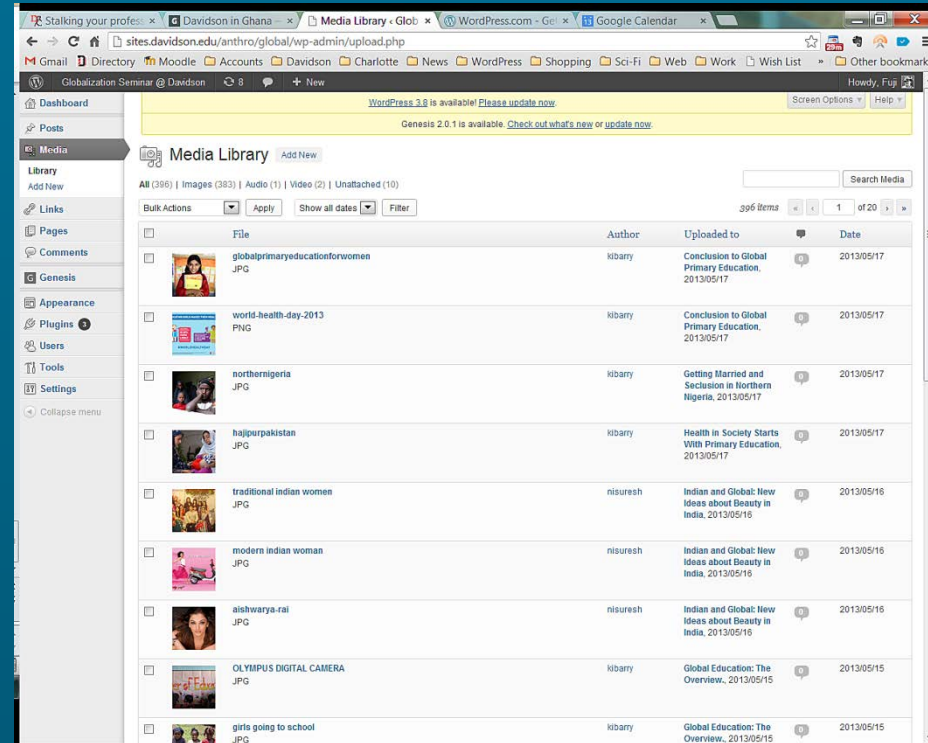 Stalking your profes
Davidson in Ghana –
Media Library ‹ Glob
WordPress.com - Get
Google Calendar
sites.davidson.edu/anthro/global/wp-admin/upload.php
29m
Gmail Directory Moodle Accounts Davidson Charlotte News WordPress Shopping Sci-Fi Web Work Wish List » Other bookmark
Globalization Seminar @ Davidson 8 + New Howdy, Fuji
Dashboard
Posts
Media
Library
Add New
Links
Pages
Comments
Genesis
Appearance
Plugins 3
Users
Tools
Settings
Collapse menu
WordPress 3.8 is available! Please update now.
Screen Options Help
Genesis 2.0.1 is available. Check out what's new or update now.
Media Library Add New
All (396) | Images (383) | Audio (1) | Video (2) | Unattached (10)
Search Media
Bulk Actions Apply Show all dates Filter 396 items « ‹ 1 of 20 › »
File Author Uploaded to Date
globalprimaryeducationforwomen kibarry Conclusion to Global 0 2013/05/17
JPG Primary Education,
2013/05/17
world-health-day-2013 kibarry Conclusion to Global 0 2013/05/17
PNG Primary Education,
2013/05/17
northernigeria kibarry Getting Married and 0 2013/05/17
JPG Seclusion in Northern
Nigeria, 2013/05/17
hajipurpakistan kibarry Health in Society Starts 0 2013/05/17
JPG With Primary Education,
2013/05/17
traditional indian women nisuresh Indian and Global: New 0 2013/05/16
JPG Ideas about Beauty in
India, 2013/05/16
modern indian woman nisuresh Indian and Global: New 0 2013/05/16
JPG Ideas about Beauty in
India, 2013/05/16
aishwarya-rai nisuresh Indian and Global: New 0 2013/05/16
JPG Ideas about Beauty in
India, 2013/05/16
OLYMPUS DIGITAL CAMERA kibarry Global Education: The 0 2013/05/15
JPG Overview., 2013/05/15
girls going to school kibarry Global Education: The 0 2013/05/15
JPG Overview., 2013/05/15